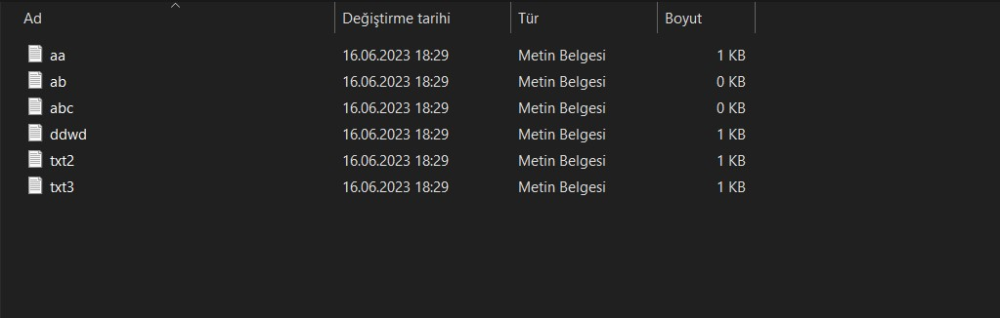 Ad Değiştirme tarihi Tür Boyut
aa 16.06.2023 18:29 Metin Belgesi 1 KB
ab 16.06.2023 18:29 Metin Belgesi 0 KB
abc 16.06.2023 18:29 Metin Belgesi 0 KB
ddwd 16.06.2023 18:29 Metin Belgesi 1 KB
txt2 16.06.2023 18:29 Metin Belgesi 1 KB
txt3 16.06.2023 18:29 Metin Belgesi 1 KB